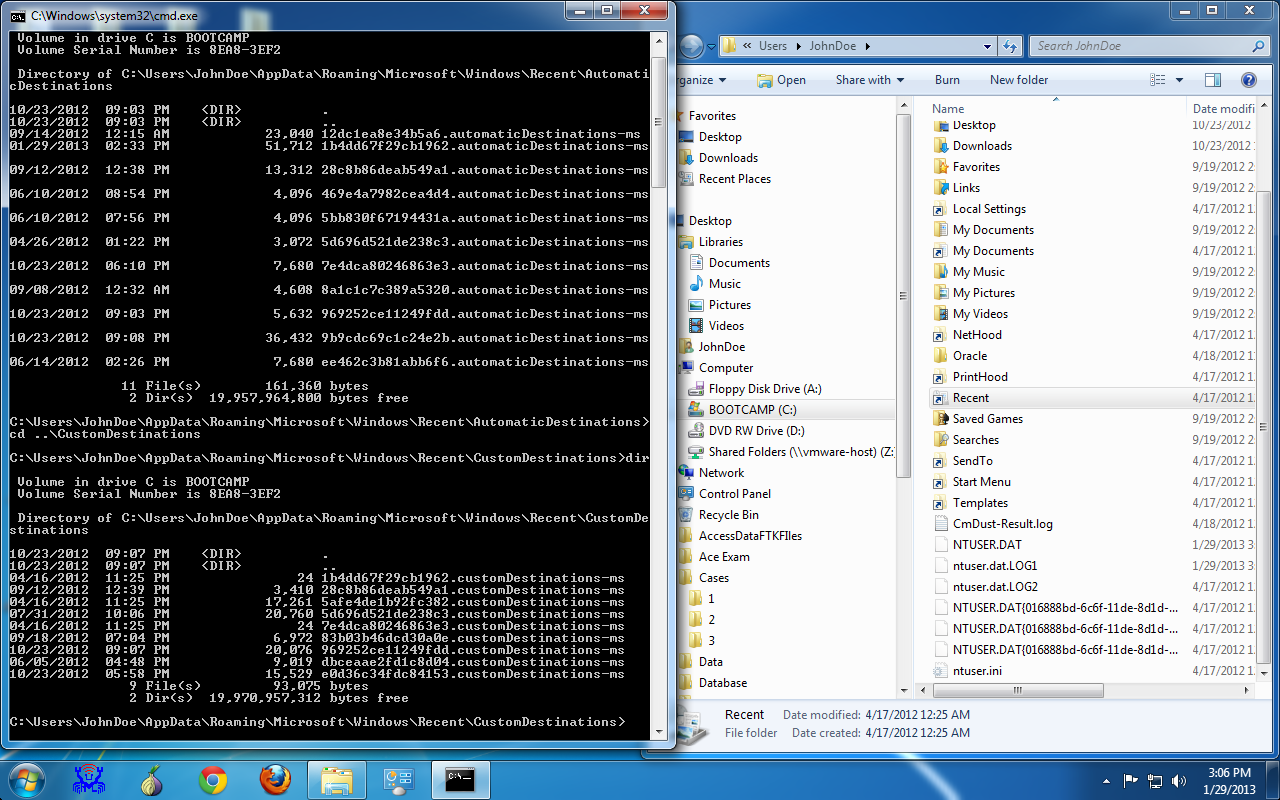 C:\Windows\system32\cmd.exe
Volume in drive C is BOOTCAMP
Volume Serial Number is 8EA8-3EF2
Directory of C:\Users\JohnDoe\AppData\Roaming\Microsoft\Windows\Recent\Automati
cDestinations
10/23/2012  09:03 PM    <DIR>          .
10/23/2012  09:03 PM    <DIR>          ..
09/14/2012  12:15 AM            23,040 12dc1ea8e34b5a6.automaticDestinations-ms
01/29/2013  02:33 PM            51,712 1b4dd67f29cb1962.automaticDestinations-ms
09/12/2012  12:38 PM            13,312 28c8b86deab549a1.automaticDestinations-ms
06/10/2012  08:54 PM             4,096 469e4a7982cea4d4.automaticDestinations-ms
06/10/2012  07:56 PM             4,096 5bb830f67194431a.automaticDestinations-ms
04/26/2012  01:22 PM             3,072 5d696d521de238c3.automaticDestinations-ms
10/23/2012  06:10 PM             7,680 7e4dca80246863e3.automaticDestinations-ms
09/08/2012  12:32 AM             4,608 8a1c1c7c389a5320.automaticDestinations-ms
10/23/2012  09:03 PM             5,632 969252ce11249fdd.automaticDestinations-ms
10/23/2012  09:08 PM            36,432 9b9cdc69c1c24e2b.automaticDestinations-ms
06/14/2012  02:26 PM             7,680 ee462c3b81abb6f6.automaticDestinations-ms
11 File(s)        161,360 bytes
2 Dir(s)  19,957,964,800 bytes free
C:\Users\JohnDoe\AppData\Roaming\Microsoft\Windows\Recent\AutomaticDestinations>
cd ..\CustomDestinations
C:\Users\JohnDoe\AppData\Roaming\Microsoft\Windows\Recent\CustomDestinations>dir
Volume in drive C is BOOTCAMP
Volume Serial Number is 8EA8-3EF2
Directory of C:\Users\JohnDoe\AppData\Roaming\Microsoft\Windows\Recent\CustomDe
stinations
10/23/2012  09:07 PM    <DIR>          .
10/23/2012  09:07 PM    <DIR>          ..
04/16/2012  11:25 PM                24 1b4dd67f29cb1962.customDestinations-ms
09/12/2012  12:39 PM             3,410 28c8b86deab549a1.customDestinations-ms
04/16/2012  11:25 PM            17,261 5afe4de1b92fc382.customDestinations-ms
07/31/2012  10:06 PM            20,760 5d696d521de238c3.customDestinations-ms
04/16/2012  11:25 PM                24 7e4dca80246863e3.customDestinations-ms
09/18/2012  07:04 PM             6,972 83b03b46dcd30a0e.customDestinations-ms
10/23/2012  09:07 PM            20,076 969252ce11249fdd.customDestinations-ms
06/05/2012  04:48 PM             9,019 dbceaae2fd1c8d04.customDestinations-ms
10/23/2012  05:58 PM            15,529 e0d36c34fdc84153.customDestinations-ms
9 File(s)         93,075 bytes
2 Dir(s)  19,970,957,312 bytes free
C:\Users\JohnDoe\AppData\Roaming\Microsoft\Windows\Recent\CustomDestinations>
« Users JohnDoe
Search JohnDoe
rganize Open Share with Burn New folder
Favorites
Desktop
Downloads
Recent Places
Desktop
Libraries
Documents
Music
Pictures
Videos
JohnDoe
Computer
Floppy Disk Drive (A:)
BOOTCAMP (C:)
DVD RW Drive (D:)
Shared Folders (\\vmware-host) (Z:
Network
Control Panel
Recycle Bin
AccessDataFTKFIles
Ace Exam
Cases
1
2
3
Data
Database
Name Date modifi
Desktop 10/23/2012
Downloads 10/23/2012
Favorites 9/19/2012 2:
Links 9/19/2012 2:
Local Settings 4/17/2012 1
My Documents 9/19/2012 2:
My Documents 4/17/2012 1
My Music 9/19/2012 2:
My Pictures 9/19/2012 2:
My Videos 9/19/2012 2:
NetHood 4/17/2012 1
Oracle 4/18/2012 1
PrintHood 4/17/2012 1
Recent 4/17/2012 1
Saved Games 9/19/2012 2:
Searches 9/19/2012 2:
SendTo 4/17/2012 1
Start Menu 4/17/2012 1
Templates 4/17/2012 1
CmDust-Result.log 4/18/2012 1
NTUSER.DAT 1/29/2013 3:
ntuser.dat.LOG1 1/29/2013 3:
ntuser.dat.LOG2 4/17/2012 1
NTUSER.DAT{016888bd-6c6f-11de-8d1d-... 4/17/2012 1
NTUSER.DAT{016888bd-6c6f-11de-8d1d-... 4/17/2012 1
NTUSER.DAT{016888bd-6c6f-11de-8d1d-... 4/17/2012 1
ntuser.ini 4/17/2012 1
Recent Date modified: 4/17/2012 12:25 AM
File folder Date created: 4/17/2012 12:25 AM
3:06 PM
1/29/2013